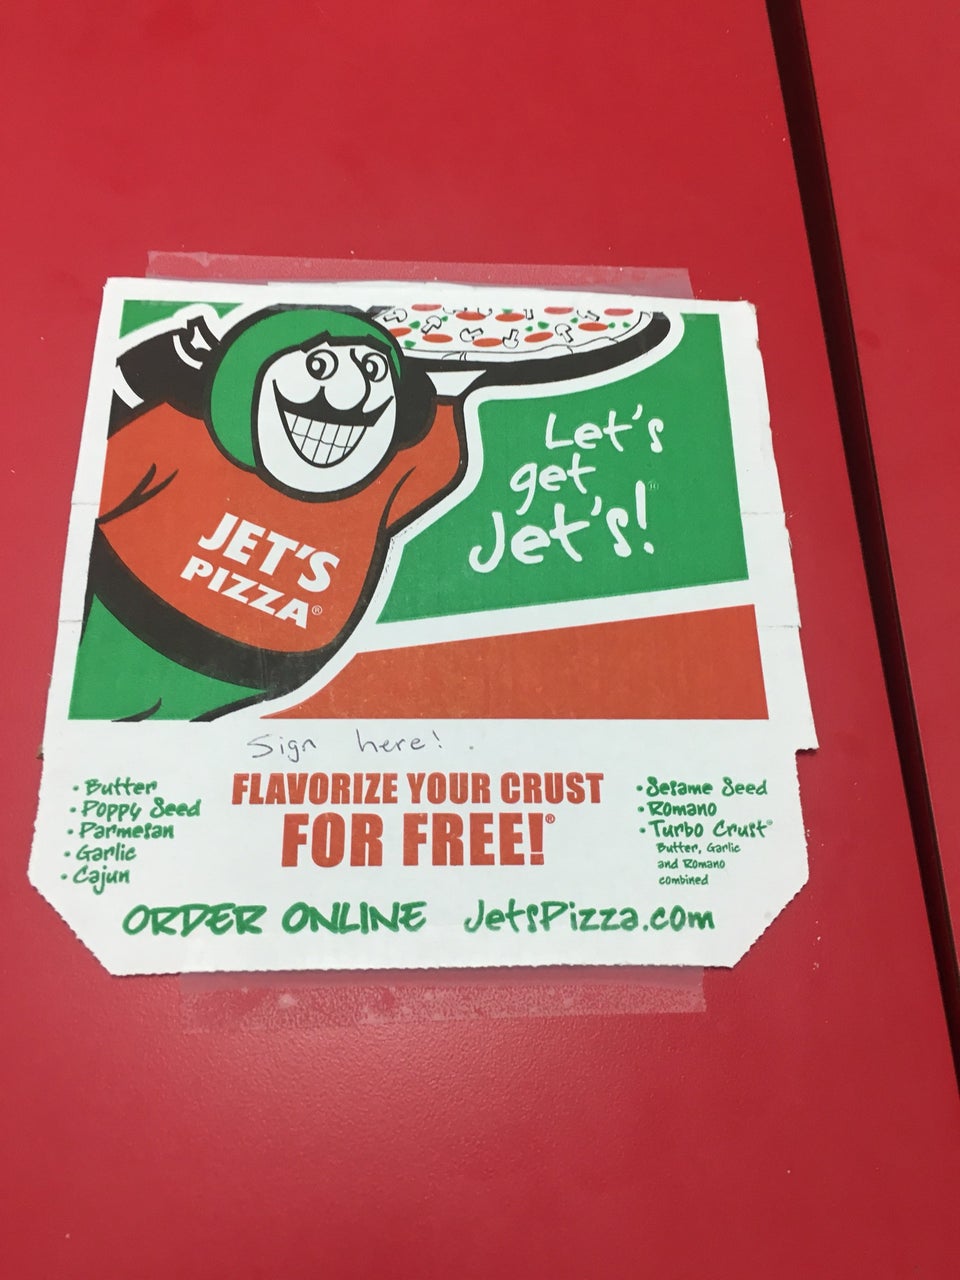 Let's
get
Jet's!®
JET'S
PIZZA®
Sign here!.
FLAVORIZE YOUR CRUST
FOR FREE!®
• Butter
• Poppy Seed
• Parmesan
• Garlic
• Cajun
• Sesame Seed
• Romano
• Turbo Crust®
Butter, Garlic
and Romano
combined
ORDER ONLINE JetsPizza.com